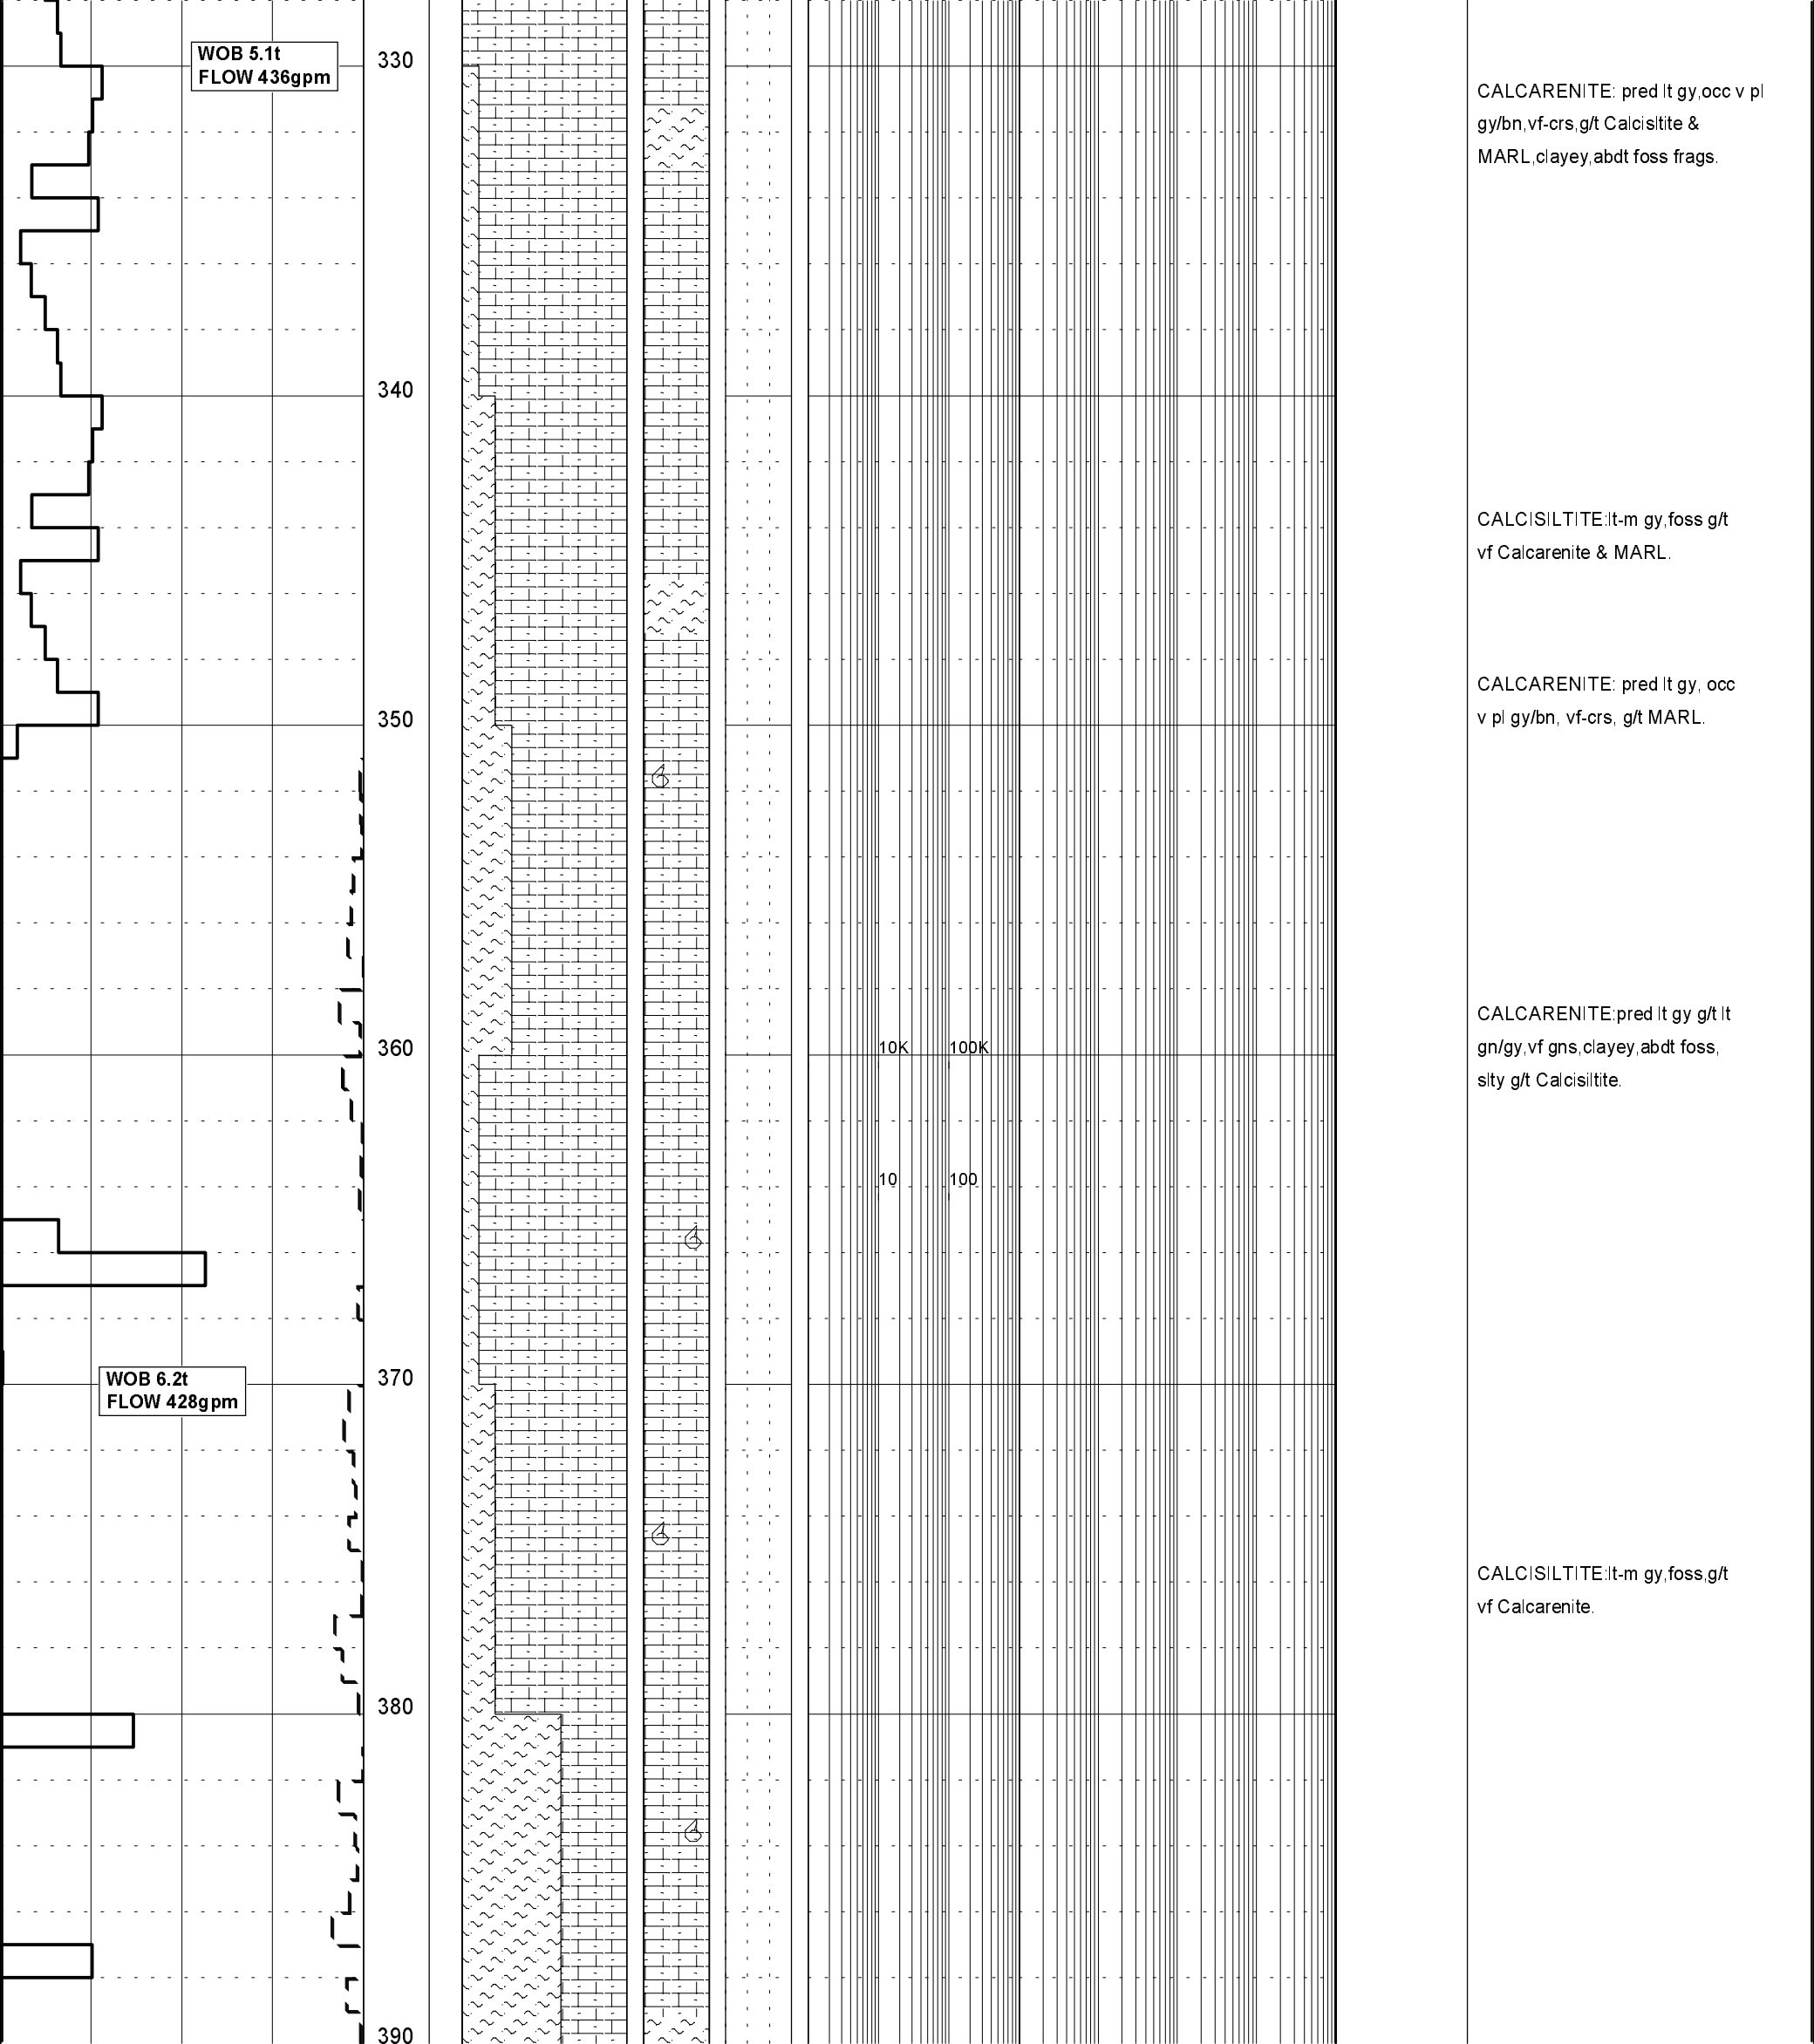 WOB 5.1t
FLOW 436gpm
330
CALCARENITE: pred lt gy,occ v pl
gy/bn,vf-crs,g/t Calcisltite &
MARL,clayey,abdt foss frags.
340
CALCISILTITE:lt-m gy,foss g/t
vf Calcarenite & MARL.
CALCARENITE: pred lt gy, occ
v pl gy/bn, vf-crs, g/t MARL.
350
CALCARENITE:pred lt gy g/t lt
gn/gy,vf gns,clayey,abdt foss,
slty g/t Calcisiltite.
360
10K 100K
10 100
WOB 6.2t
FLOW 428gpm
370
CALCISILTITE:lt-m gy,foss,g/t
vf Calcarenite.
380
390